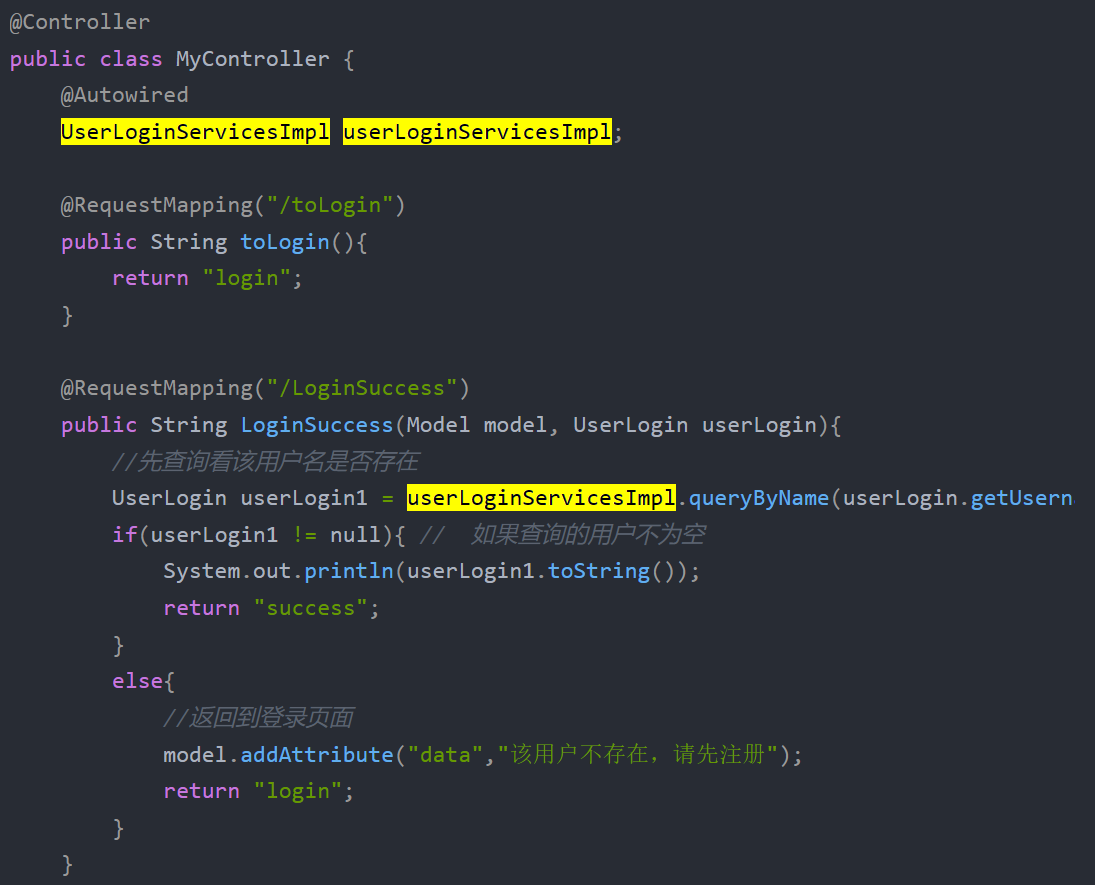 @Controller
public class MyController {
    @Autowired
    UserLoginServicesImpl userLoginServicesImpl;
    @RequestMapping("/toLogin")
    public String toLogin(){
        return "login";
    }
    @RequestMapping("/LoginSuccess")
    public String LoginSuccess(Model model, UserLogin userLogin){
        //先查询看该用户名是否存在
        UserLogin userLogin1 = userLoginServicesImpl.queryByName(userLogin.getUsern
        if(userLogin1 != null){ //  如果查询的用户不为空
            System.out.println(userLogin1.toString());
            return "success";
        }
        else{
            //返回到登录页面
            model.addAttribute("data","该用户不存在，请先注册");
            return "login";
        }
    }